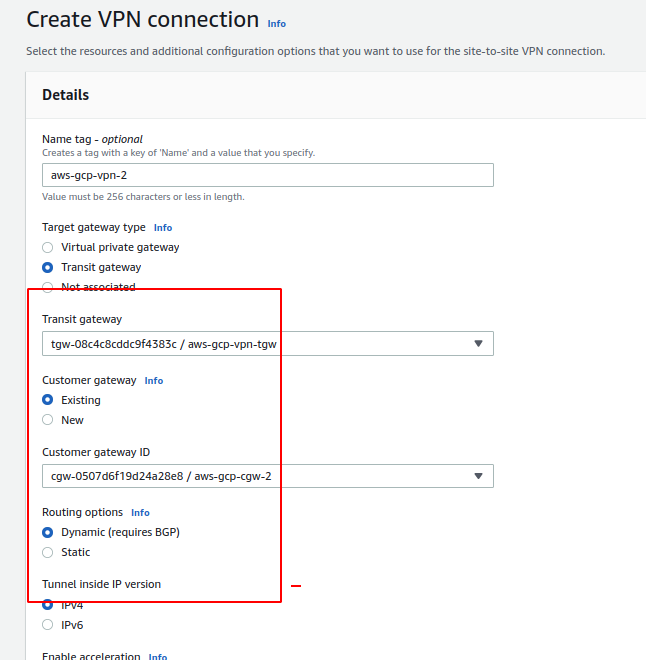 Create VPN connection Info
Select the resources and additional configuration options that you want to use for the site-to-site VPN connection.
Details
Name tag - optional
Creates a tag with a key of 'Name' and a value that you specify.
aws-gcp-vpn-2
Value must be 256 characters or less in length.
Target gateway type Info
Virtual private gateway
Transit gateway
Not associated
Transit gateway
tgw-08c4c8cddc9f4383c / aws-gcp-vpn-tgw
Customer gateway Info
Existing
New
Customer gateway ID
cgw-0507d6f19d24a28e8 / aws-gcp-cgw-2
Routing options Info
Dynamic (requires BGP)
Static
Tunnel inside IP version
IPv4
IPv6
Enable acceleration Info